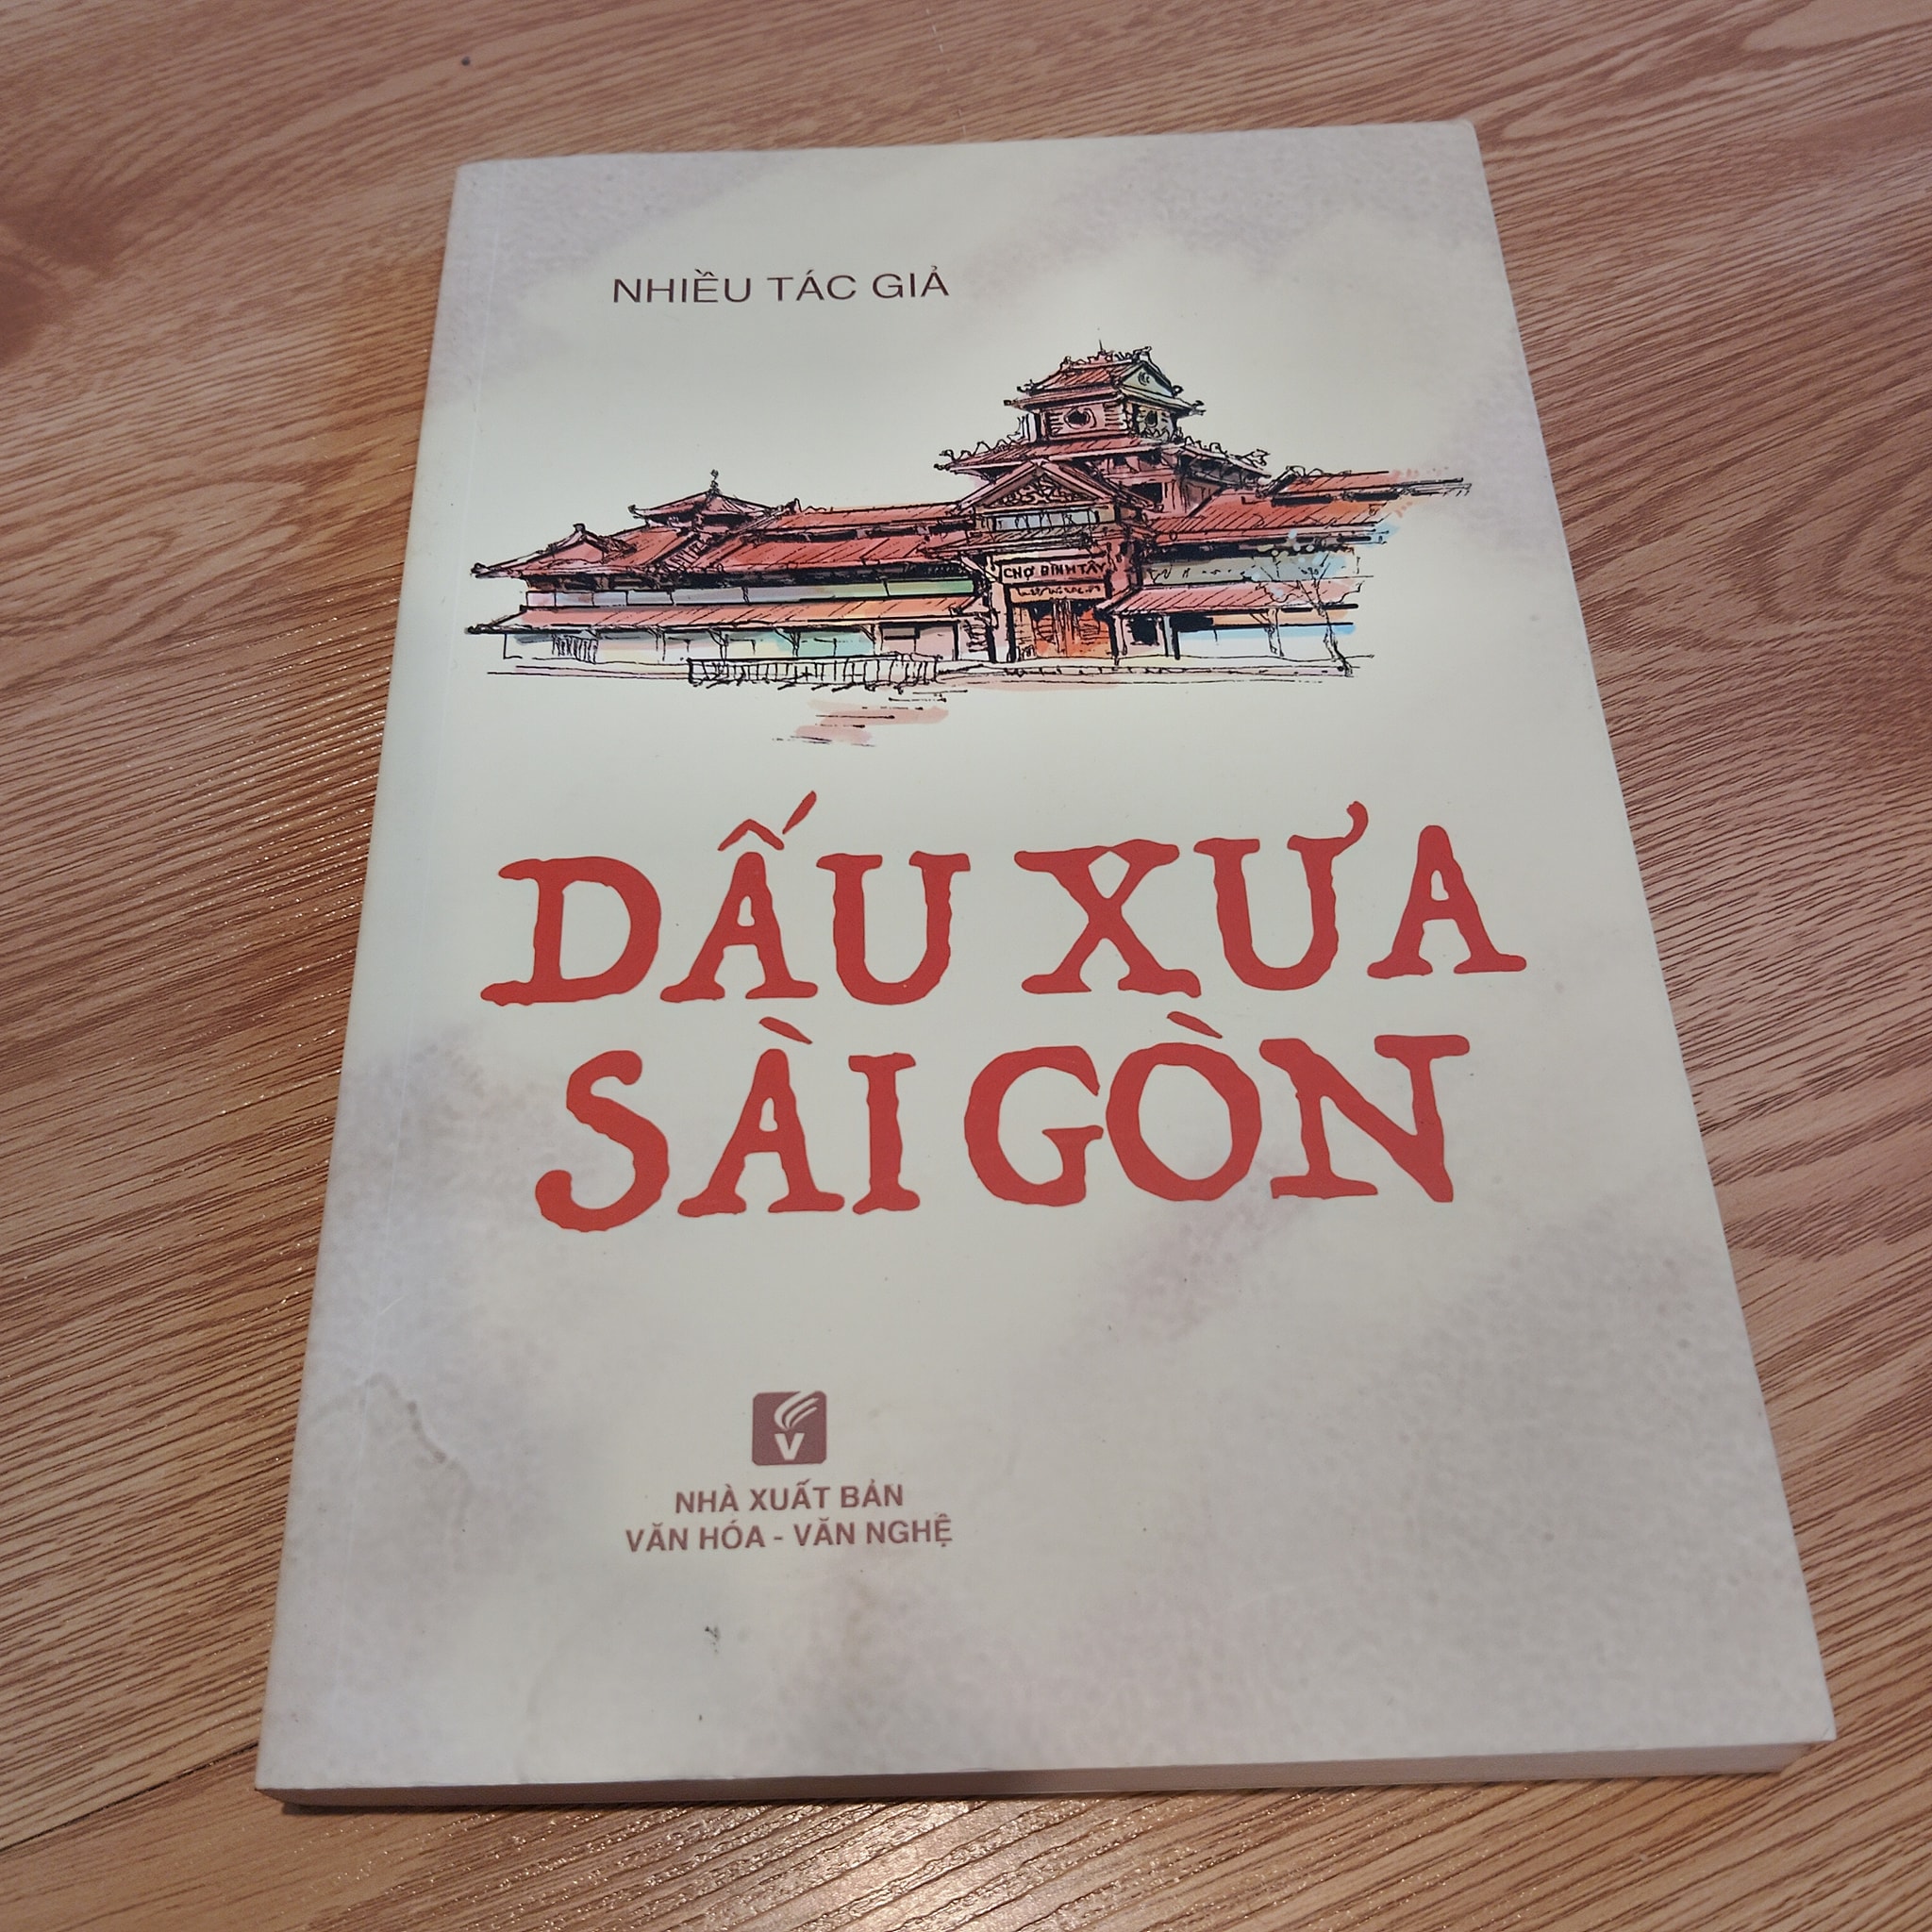 NHIỀU TÁC GIẢ
CHỢ BÌNH TÂY
DẤU XƯA
SÀI GÒN
V
NHÀ XUẤT BẢN
VĂN HÓA - VĂN NGHỆ